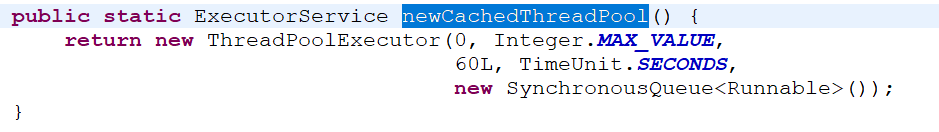 public static ExecutorService newCachedThreadPool() {
    return new ThreadPoolExecutor(0, Integer.MAX_VALUE,
                                  60L, TimeUnit.SECONDS,
                                  new SynchronousQueue<Runnable>());
}